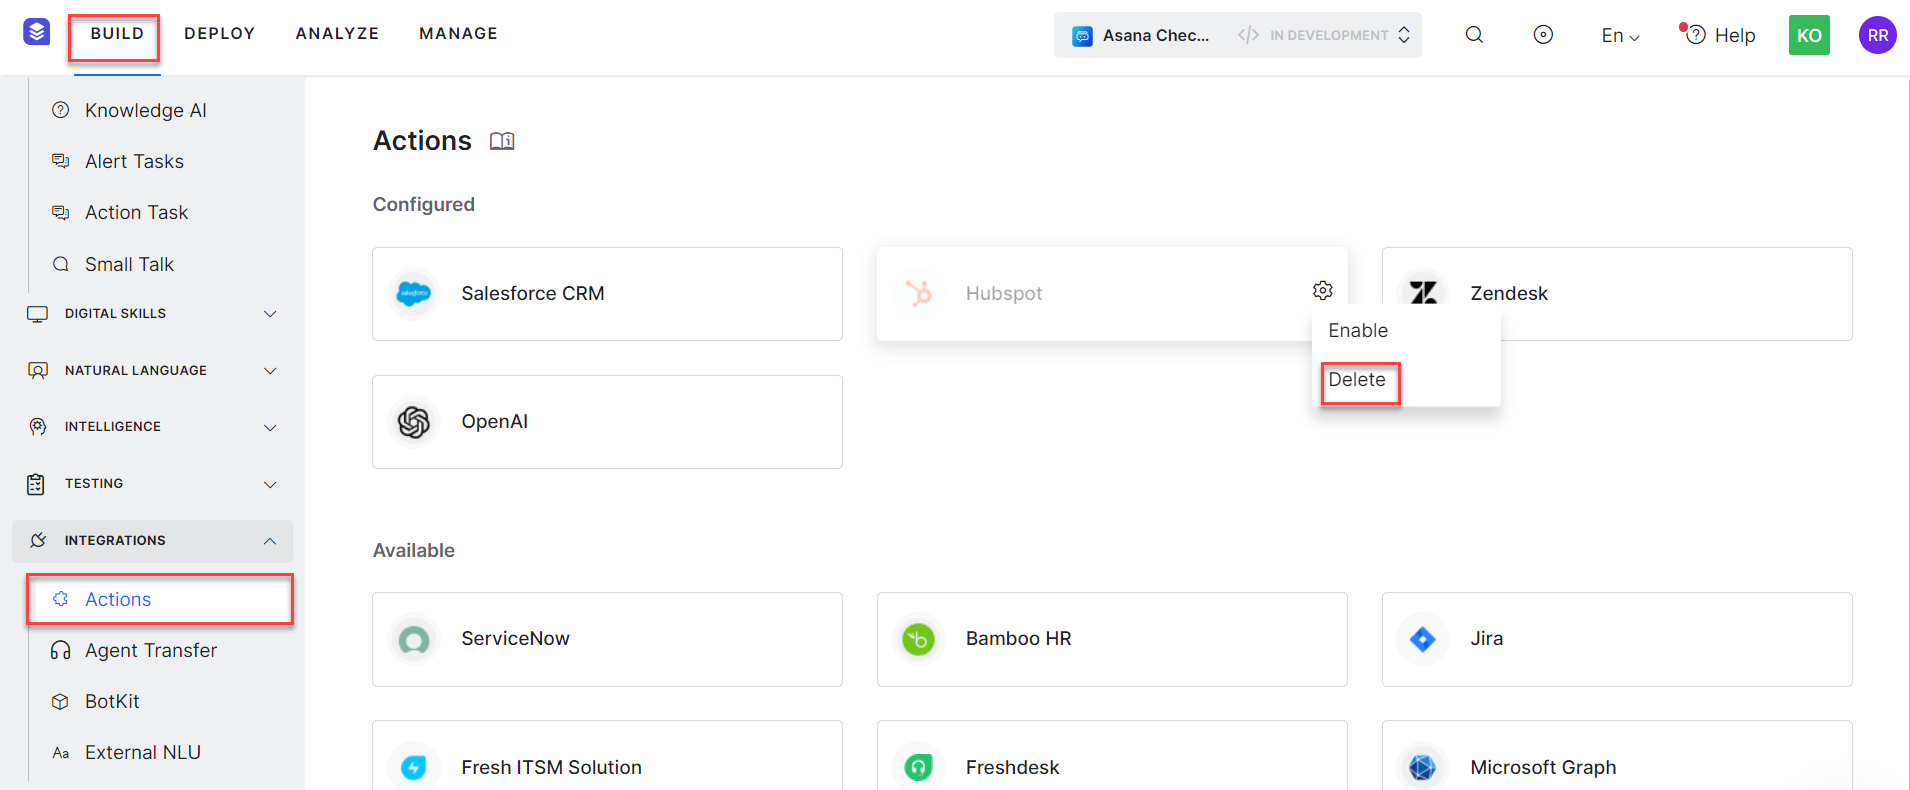 BUILD DEPLOY ANALYZE MANAGE Asana Chec... </> IN DEVELOPMENT En Help KO RR
Knowledge AI
Alert Tasks
Action Task
Small Talk
DIGITAL SKILLS
NATURAL LANGUAGE
INTELLIGENCE
TESTING
INTEGRATIONS
Actions
Agent Transfer
BotKit
Aa External NLU
Actions
Configured
salesforce Salesforce CRM
Hubspot
Zendesk
Enable
Delete
OpenAI
Available
ServiceNow
b Bamboo HR
Jira
Fresh ITSM Solution
Freshdesk
Microsoft Graph